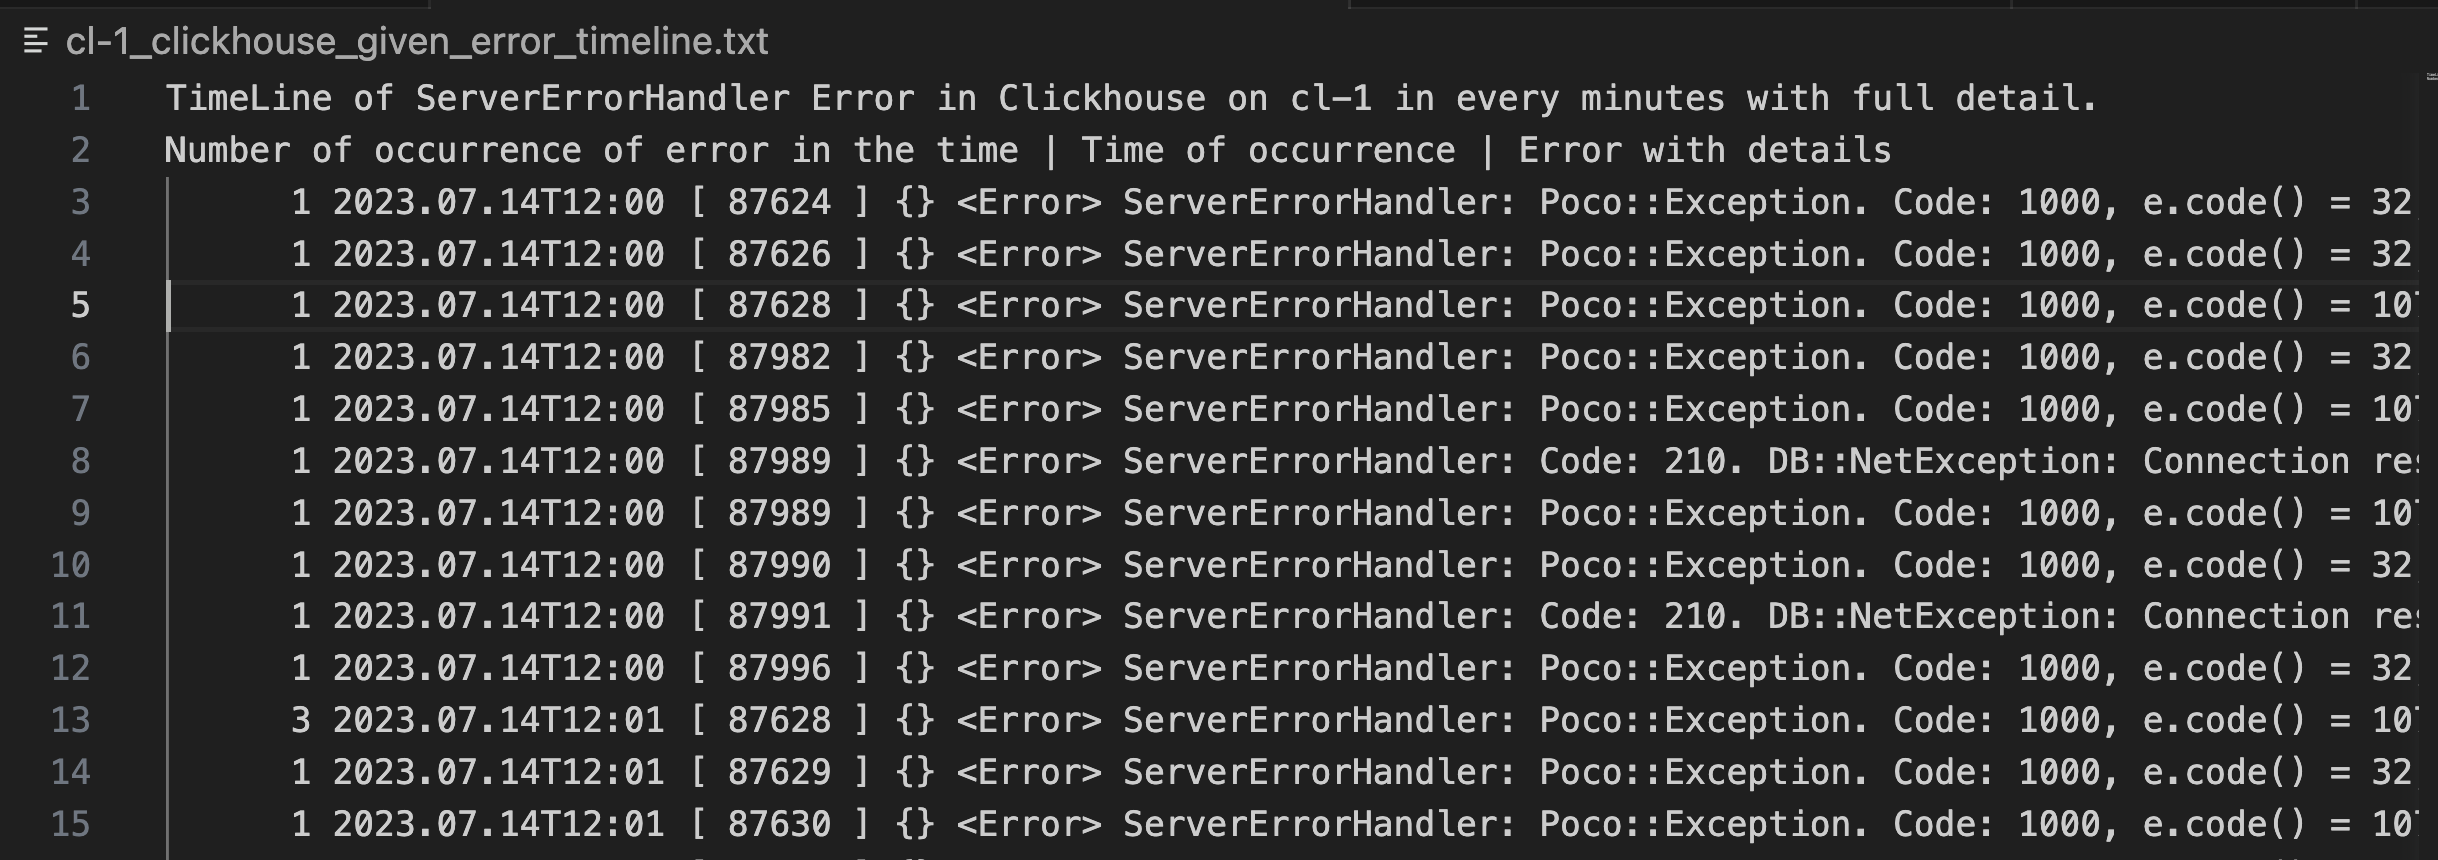 cl-1_clickhouse_given_error_timeline.txt
1 TimeLine of ServerErrorHandler Error in Clickhouse on cl-1 in every minutes with full detail.
2 Number of occurrence of error in the time | Time of occurrence | Error with details
3 1 2023.07.14T12:00 [ 87624 ] {} <Error> ServerErrorHandler: Poco::Exception. Code: 1000, e.code() = 32
4 1 2023.07.14T12:00 [ 87626 ] {} <Error> ServerErrorHandler: Poco::Exception. Code: 1000, e.code() = 32
5 1 2023.07.14T12:00 [ 87628 ] {} <Error> ServerErrorHandler: Poco::Exception. Code: 1000, e.code() = 10
6 1 2023.07.14T12:00 [ 87982 ] {} <Error> ServerErrorHandler: Poco::Exception. Code: 1000, e.code() = 32
7 1 2023.07.14T12:00 [ 87985 ] {} <Error> ServerErrorHandler: Poco::Exception. Code: 1000, e.code() = 10
8 1 2023.07.14T12:00 [ 87989 ] {} <Error> ServerErrorHandler: Code: 210. DB::NetException: Connection res
9 1 2023.07.14T12:00 [ 87989 ] {} <Error> ServerErrorHandler: Poco::Exception. Code: 1000, e.code() = 10
10 1 2023.07.14T12:00 [ 87990 ] {} <Error> ServerErrorHandler: Poco::Exception. Code: 1000, e.code() = 32
11 1 2023.07.14T12:00 [ 87991 ] {} <Error> ServerErrorHandler: Code: 210. DB::NetException: Connection res
12 1 2023.07.14T12:00 [ 87996 ] {} <Error> ServerErrorHandler: Poco::Exception. Code: 1000, e.code() = 32
13 3 2023.07.14T12:01 [ 87628 ] {} <Error> ServerErrorHandler: Poco::Exception. Code: 1000, e.code() = 10
14 1 2023.07.14T12:01 [ 87629 ] {} <Error> ServerErrorHandler: Poco::Exception. Code: 1000, e.code() = 32
15 1 2023.07.14T12:01 [ 87630 ] {} <Error> ServerErrorHandler: Poco::Exception. Code: 1000, e.code() = 10